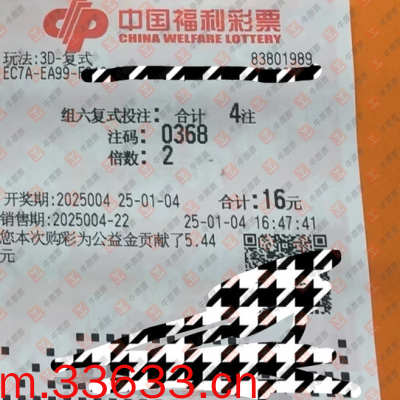 中国福利彩票
CHINA WELFARE LOTTERY
玩法:3D-复式 83801989
EC7A-EA99-
组六复式投注: 合计 4注
注码: 0368
倍数: 2
开奖期:2025004 25-01-04 合计:16元
销售期:2025004-22 25-01-04 16:47:41
您本次购彩为公益金贡献了5.44
元
m.33633.cn